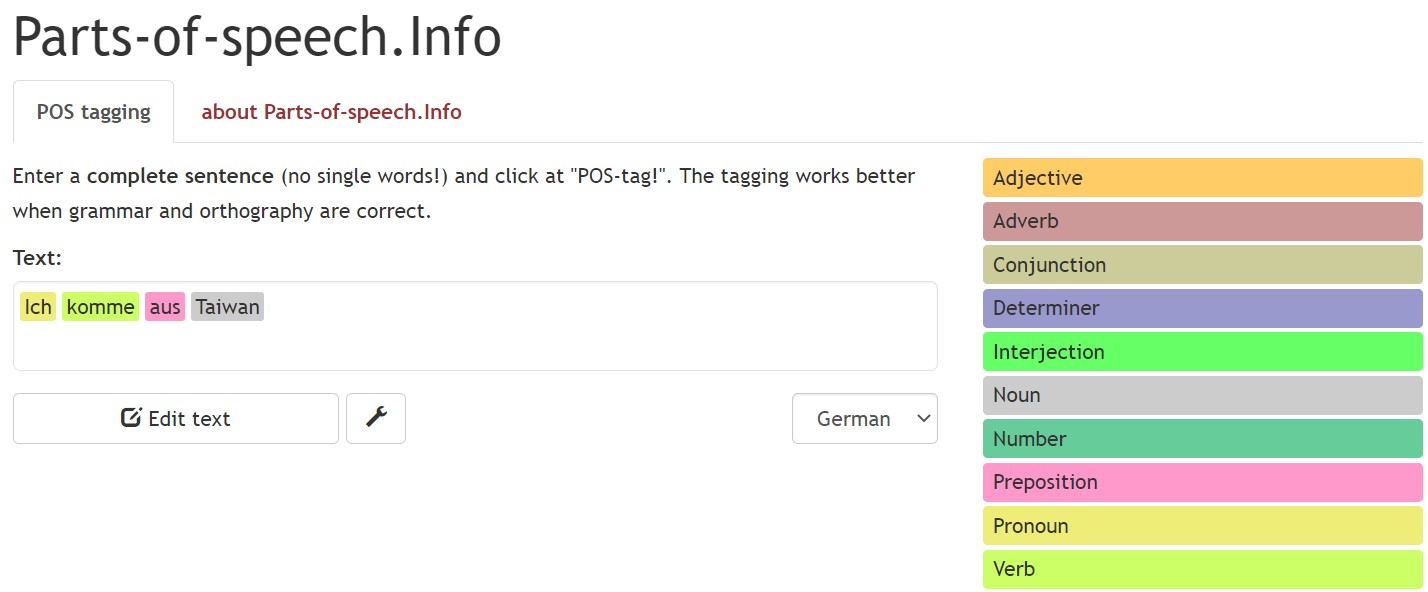 Parts-of-speech.Info
POS tagging
about Parts-of-speech.Info
Enter a complete sentence (no single words!) and click at "POS-tag!". The tagging works better
when grammar and orthography are correct.
Text:
Ich komme aus Taiwan
Edit text
German
Adjective
Adverb
Conjunction
Determiner
Interjection
Noun
Number
Preposition
Pronoun
Verb